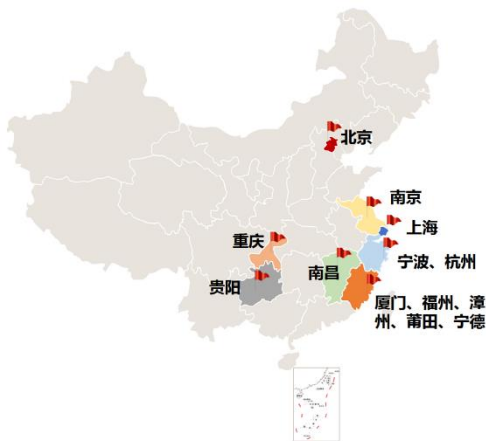 北京
南京
上海
重庆
宁波、杭州
南昌
贵阳
厦门、福州、漳
州、莆田、宁德